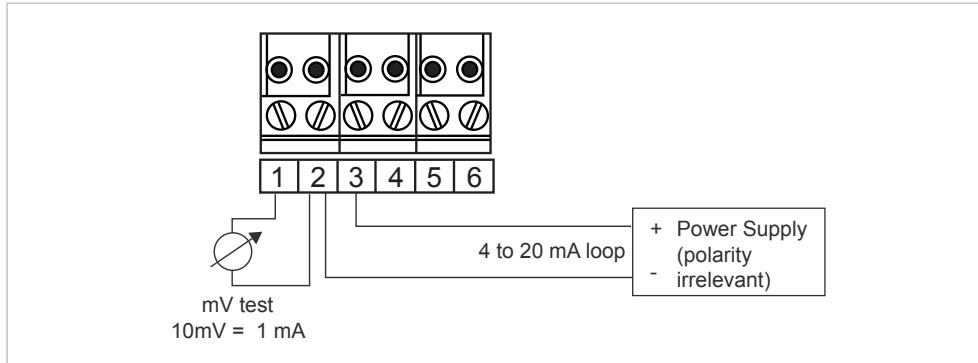 1 2 3 4 5 6
+ Power Supply
4 to 20 mA loop
(polarity
- irrelevant)
mV test
10mV = 1 mA